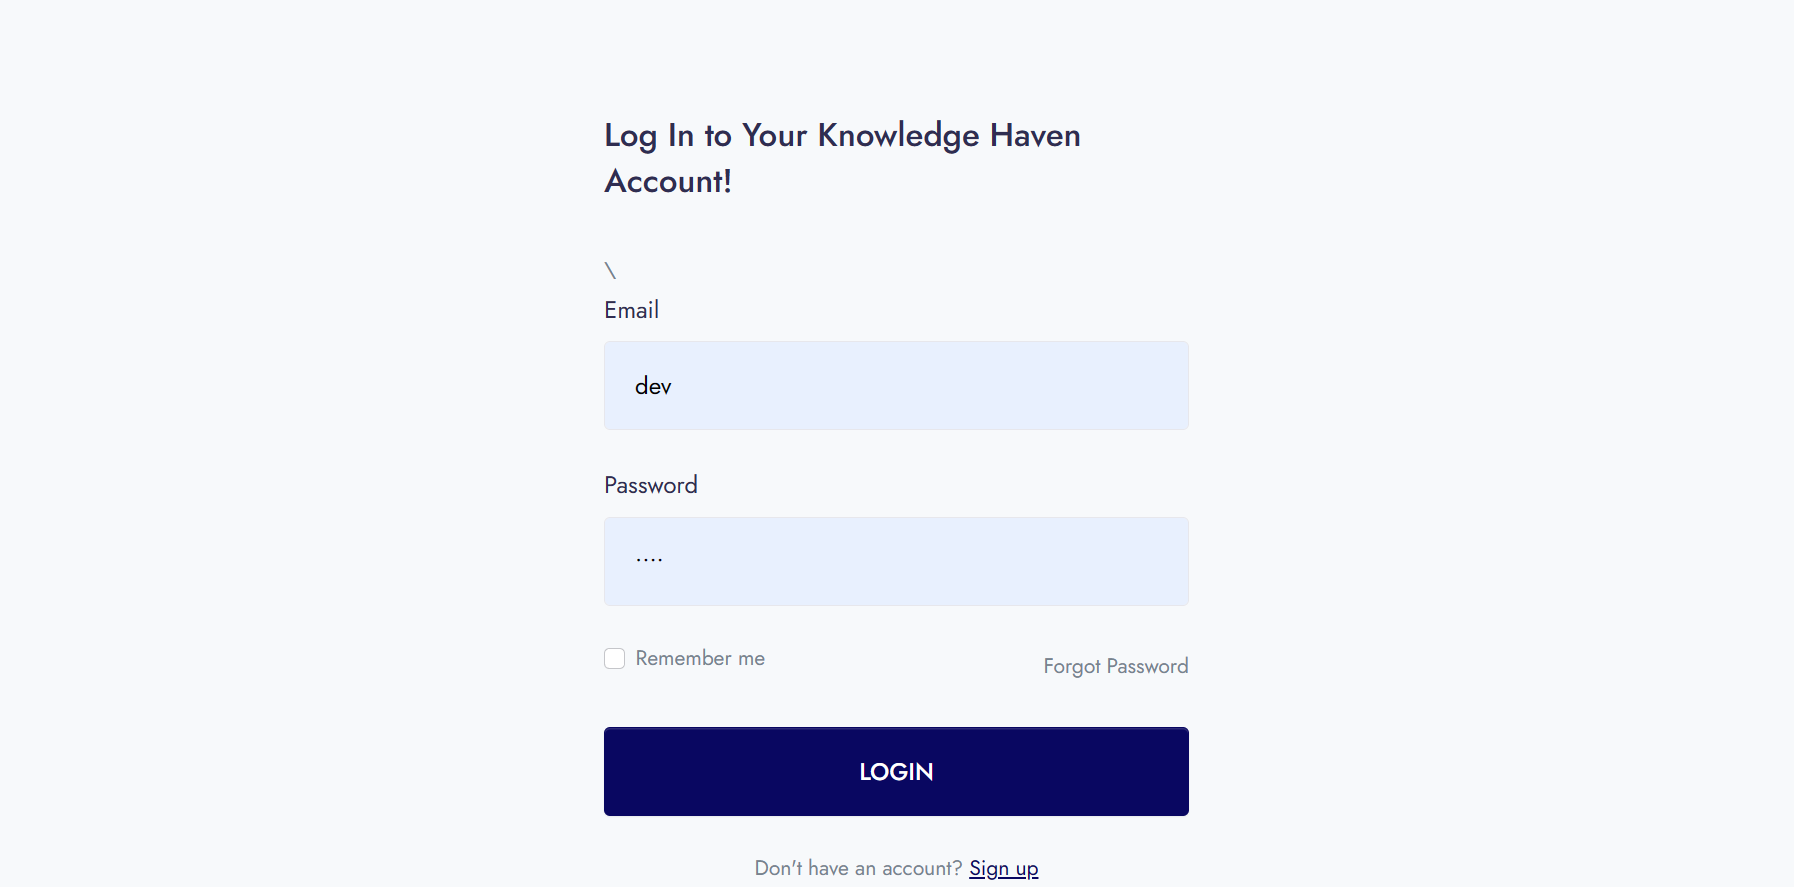 Log In to Your Knowledge Haven
Account!
\
Email
dev
Password
....
Remember me
Forgot Password
LOGIN
Don't have an account? Sign up